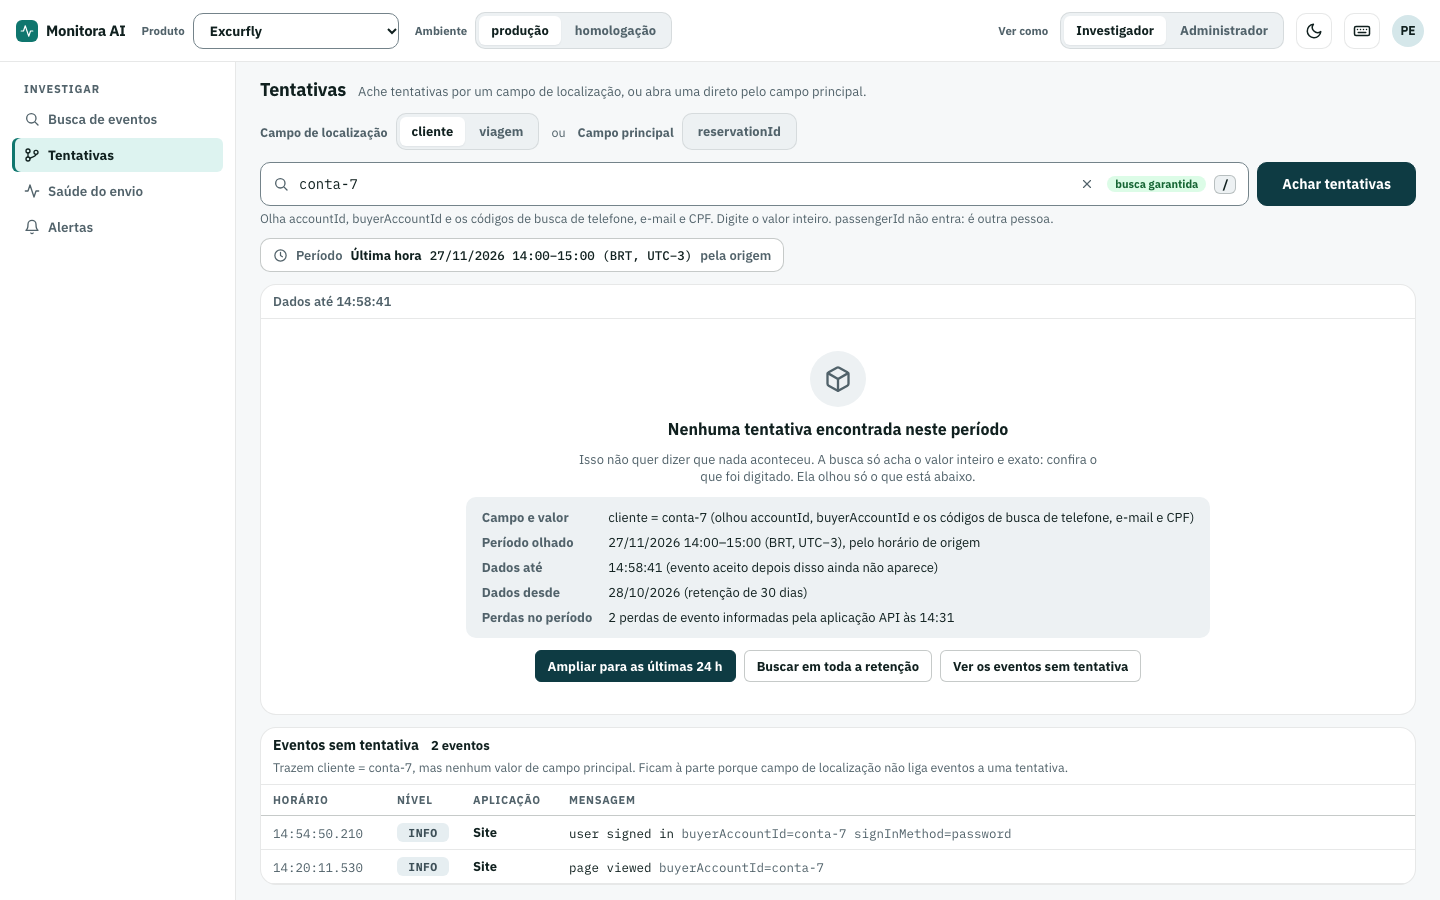 Monitora AI Produto Excurfly Ambiente produção homologação Ver como Investigador Administrador PE
INVESTIGAR
Busca de eventos
Tentativas
Saúde do envio
Alertas
Tentativas Ache tentativas por um campo de localização, ou abra uma direto pelo campo principal.
Campo de localização cliente viagem ou Campo principal reservationId
conta-7 busca garantida / Achar tentativas
Olha accountId, buyerAccountId e os códigos de busca de telefone, e-mail e CPF. Digite o valor inteiro. passengerId não entra: é outra pessoa.
Período Última hora 27/11/2026 14:00–15:00 (BRT, UTC−3) pela origem
Dados até 14:58:41
Nenhuma tentativa encontrada neste período
Isso não quer dizer que nada aconteceu. A busca só acha o valor inteiro e exato: confira o
que foi digitado. Ela olhou só o que está abaixo.
Campo e valor cliente = conta-7 (olhou accountId, buyerAccountId e os códigos de busca de telefone, e-mail e CPF)
Período olhado 27/11/2026 14:00–15:00 (BRT, UTC−3), pelo horário de origem
Dados até 14:58:41 (evento aceito depois disso ainda não aparece)
Dados desde 28/10/2026 (retenção de 30 dias)
Perdas no período 2 perdas de evento informadas pela aplicação API às 14:31
Ampliar para as últimas 24 h Buscar em toda a retenção Ver os eventos sem tentativa
Eventos sem tentativa 2 eventos
Trazem cliente = conta-7, mas nenhum valor de campo principal. Ficam à parte porque campo de localização não liga eventos a uma tentativa.
HORÁRIO NÍVEL APLICAÇÃO MENSAGEM
14:54:50.210 INFO Site user signed in buyerAccountId=conta-7 signInMethod=password
14:20:11.530 INFO Site page viewed buyerAccountId=conta-7